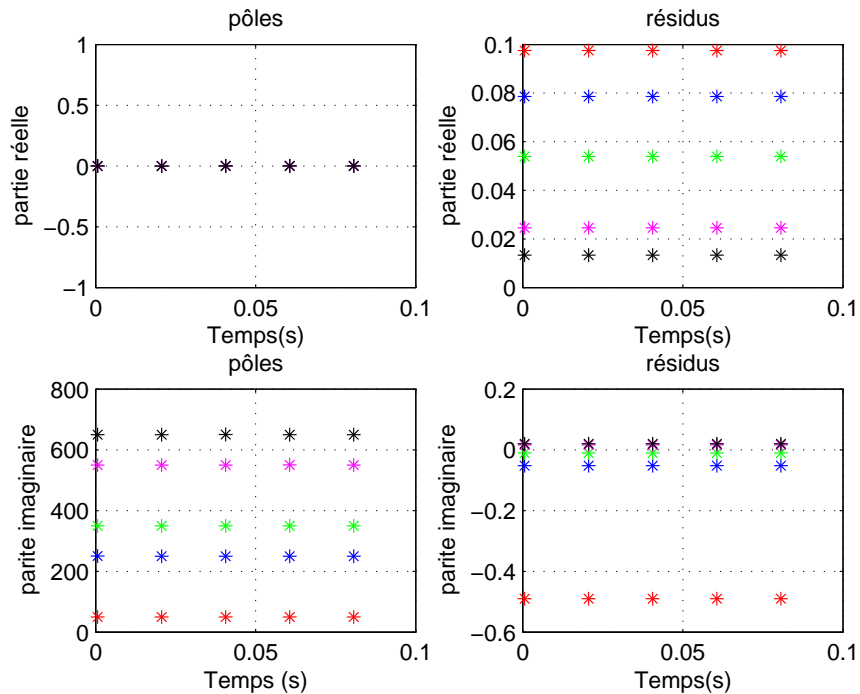 pôles
1
0.5
0
−0.5
−1
partie réelle
0
0.05
0.1
Temps(s)
résidus
0.1
0.08
0.06
0.04
0.02
0
partie réelle
0
0.05
0.1
Temps(s)
pôles
800
600
400
200
0
parite imaginaire
0
0.05
0.1
Temps (s)
résidus
0.2
0
−0.2
−0.4
−0.6
parite imaginaire
0
0.05
0.1
Temps(s)